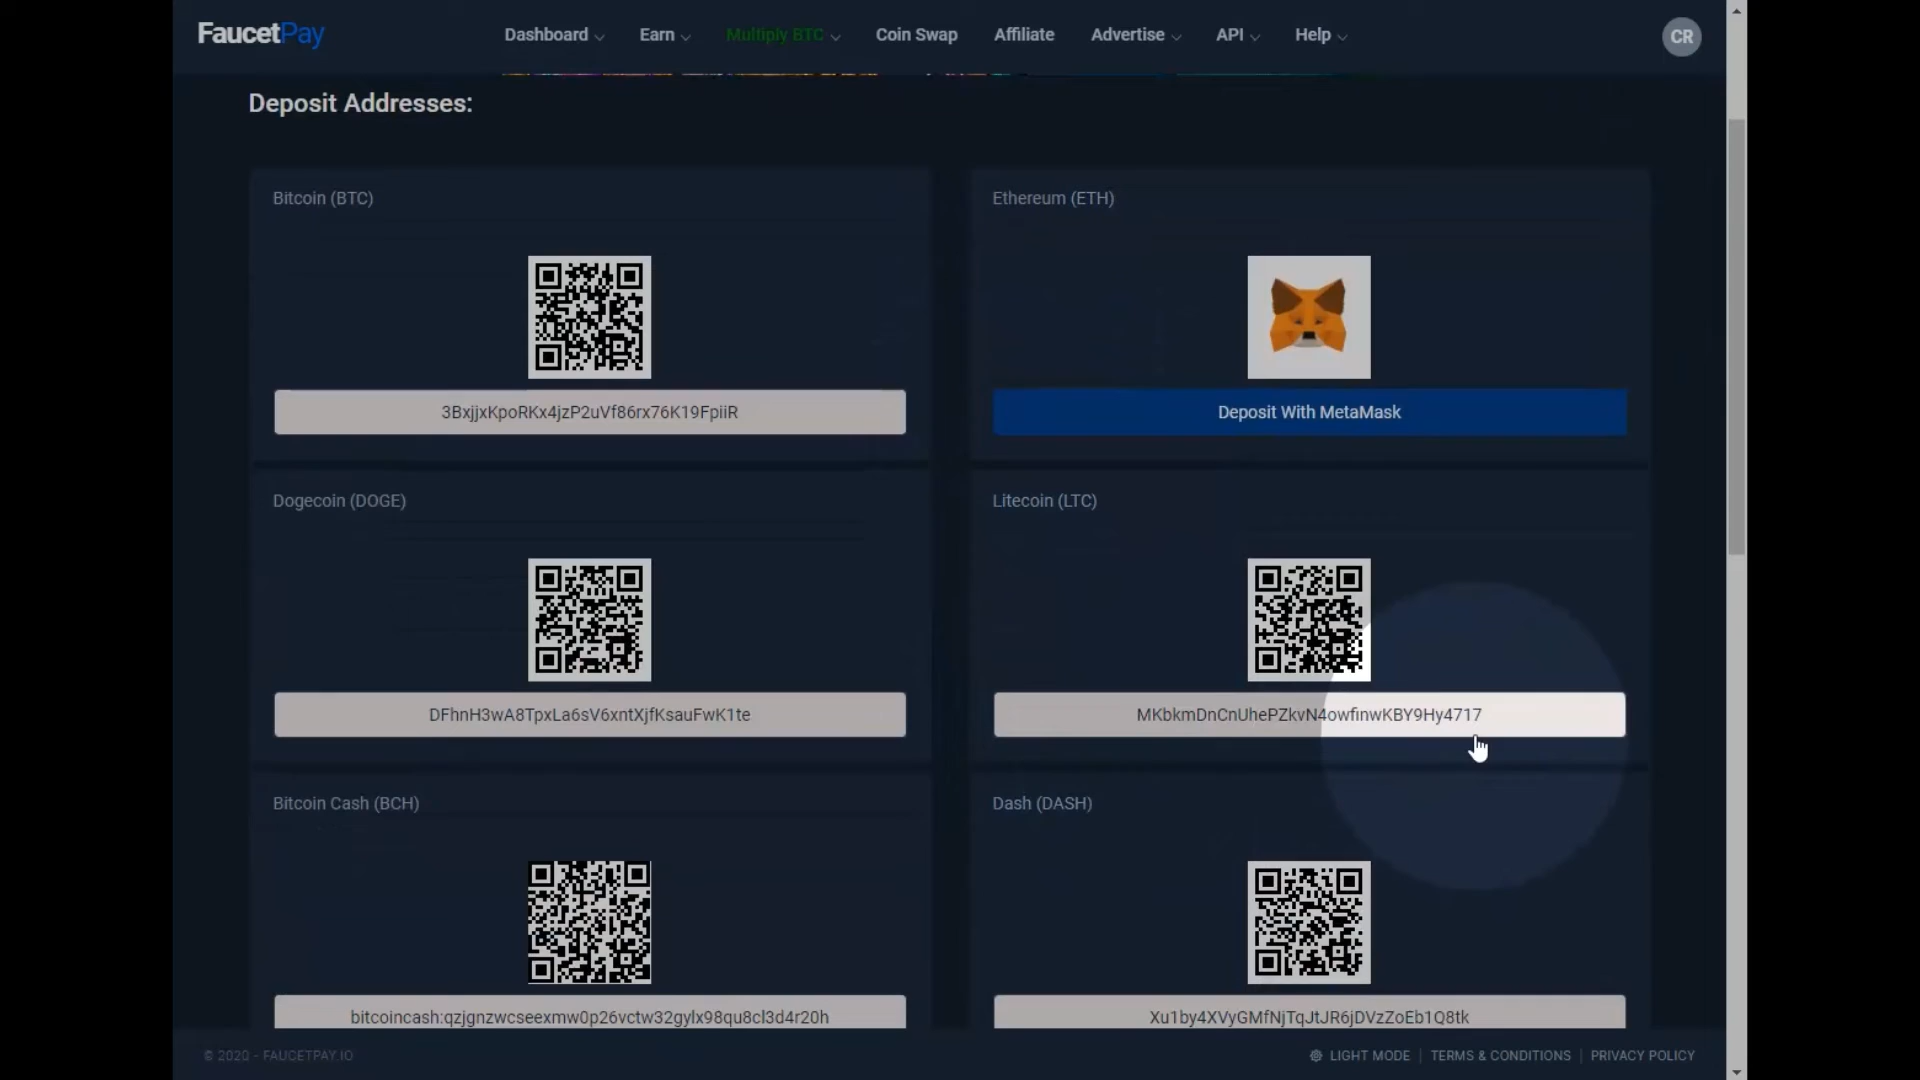 FaucetPay
Dashboard
Earn
Multiply BTC
Coin Swap
Affiliate
Advertise
API
Help
CR
Deposit Addresses:
Bitcoin (BTC)
3BxjjxKpoRKx4jzP2uVf86rx76K19FpiiR
Ethereum (ETH)
Deposit With MetaMask
Dogecoin (DOGE)
DFhnH3wA8TpxLa6sV6xntXjfKsauFwK1te
Litecoin (LTC)
MKbkmDnCnUhePZkvN4owfinwKBY9Hy4717
Bitcoin Cash (BCH)
bitcoincash:qzjgnzwcseexmw0p26vctw32gylx98qu8cl3d4r20h
Dash (DASH)
Xu1by4XVyGMfNjTqJtJR6jDVzZoEb1Q8tk
© 2020 - FAUCETPAY.IO
LIGHT MODE
TERMS & CONDITIONS
PRIVACY POLICY